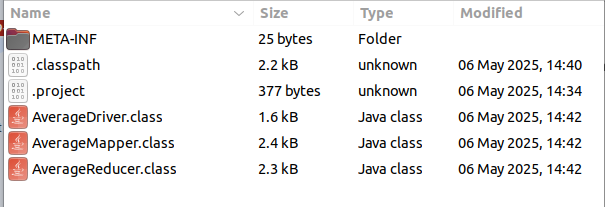 Name Size Type Modified
META-INF 25 bytes Folder
.classpath 2.2 kB unknown 06 May 2025, 14:40
.project 377 bytes unknown 06 May 2025, 14:34
AverageDriver.class 1.6 kB Java class 06 May 2025, 14:42
AverageMapper.class 2.4 kB Java class 06 May 2025, 14:42
AverageReducer.class 2.3 kB Java class 06 May 2025, 14:42